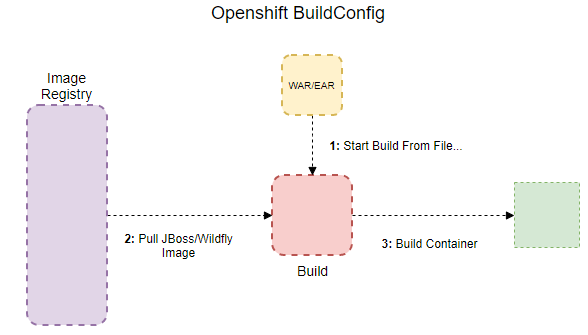 Openshift BuildConfig
Image
Registry
WAR/EAR
1: Start Build From File...
2: Pull JBoss/Wildfly
Image
3: Build Container
Build